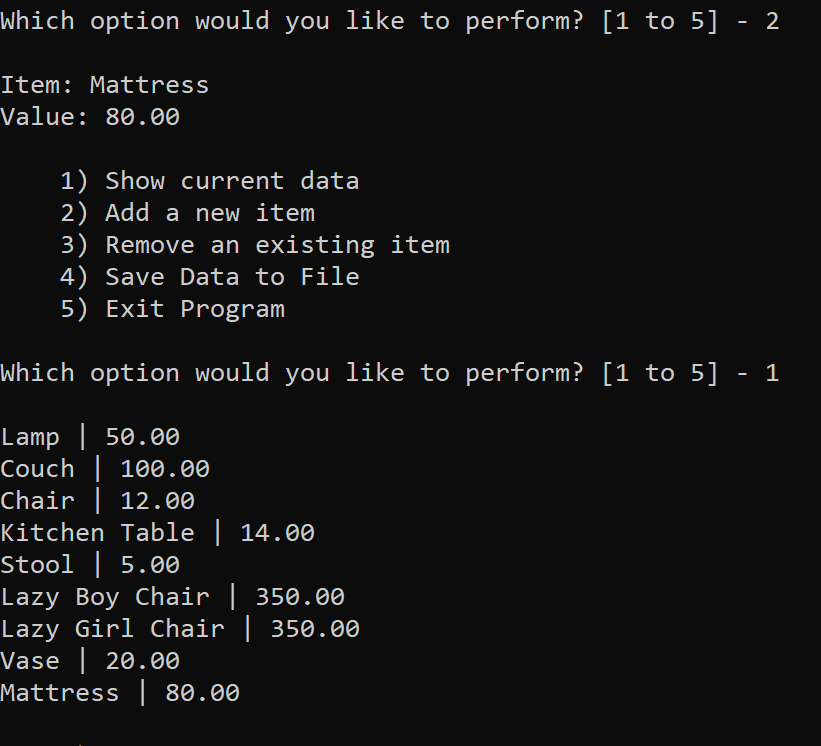 Which option would you like to perform? [1 to 5] - 2
Item: Mattress
Value: 80.00
1) Show current data
2) Add a new item
3) Remove an existing item
4) Save Data to File
5) Exit Program
Which option would you like to perform? [1 to 5] - 1
Lamp | 50.00
Couch | 100.00
Chair | 12.00
Kitchen Table | 14.00
Stool | 5.00
Lazy Boy Chair | 350.00
Lazy Girl Chair | 350.00
Vase | 20.00
Mattress | 80.00